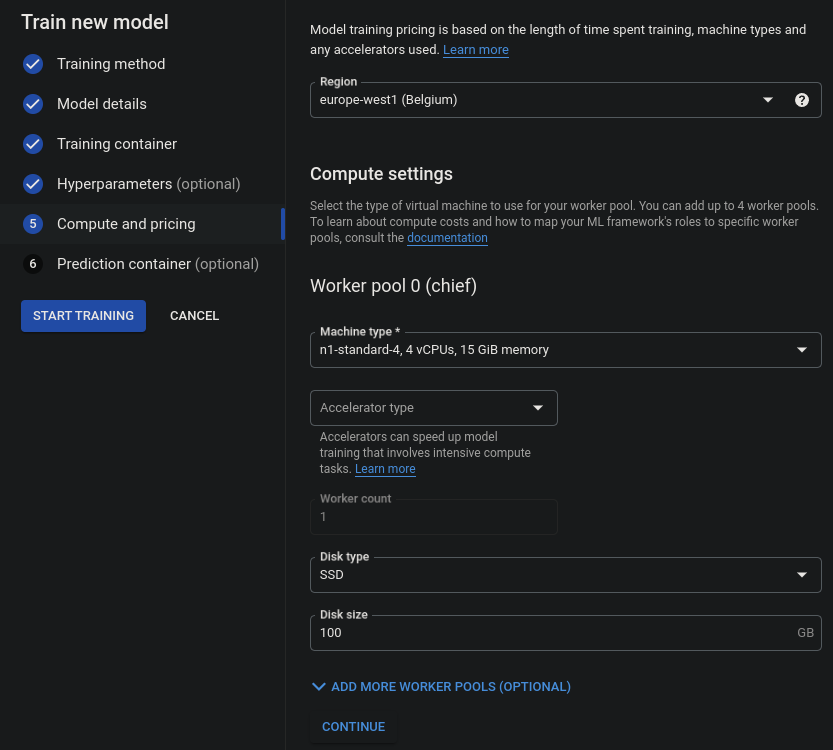 Train new model
Training method
Model details
Training container
Hyperparameters (optional)
5 Compute and pricing
6 Prediction container (optional)
START TRAINING CANCEL
Model training pricing is based on the length of time spent training, machine types and
any accelerators used. Learn more
Region
europe-west1 (Belgium) ?
Compute settings
Select the type of virtual machine to use for your worker pool. You can add up to 4 worker pools.
To learn about compute costs and how to map your ML framework's roles to specific worker
pools, consult the documentation
Worker pool 0 (chief)
Machine type *
n1-standard-4, 4 vCPUs, 15 GiB memory
Accelerator type
Accelerators can speed up model
training that involves intensive compute
tasks. Learn more
Worker count
1
Disk type
SSD
Disk size
100 GB
ADD MORE WORKER POOLS (OPTIONAL)
CONTINUE